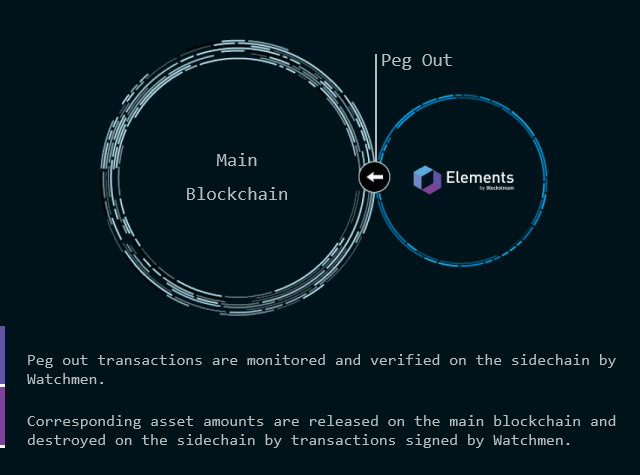 Peg Out
Main
Blockchain
Elements
by Blockstream
Peg out transactions are monitored and verified on the sidechain by
Watchmen.
Corresponding asset amounts are released on the main blockchain and
destroyed on the sidechain by transactions signed by Watchmen.